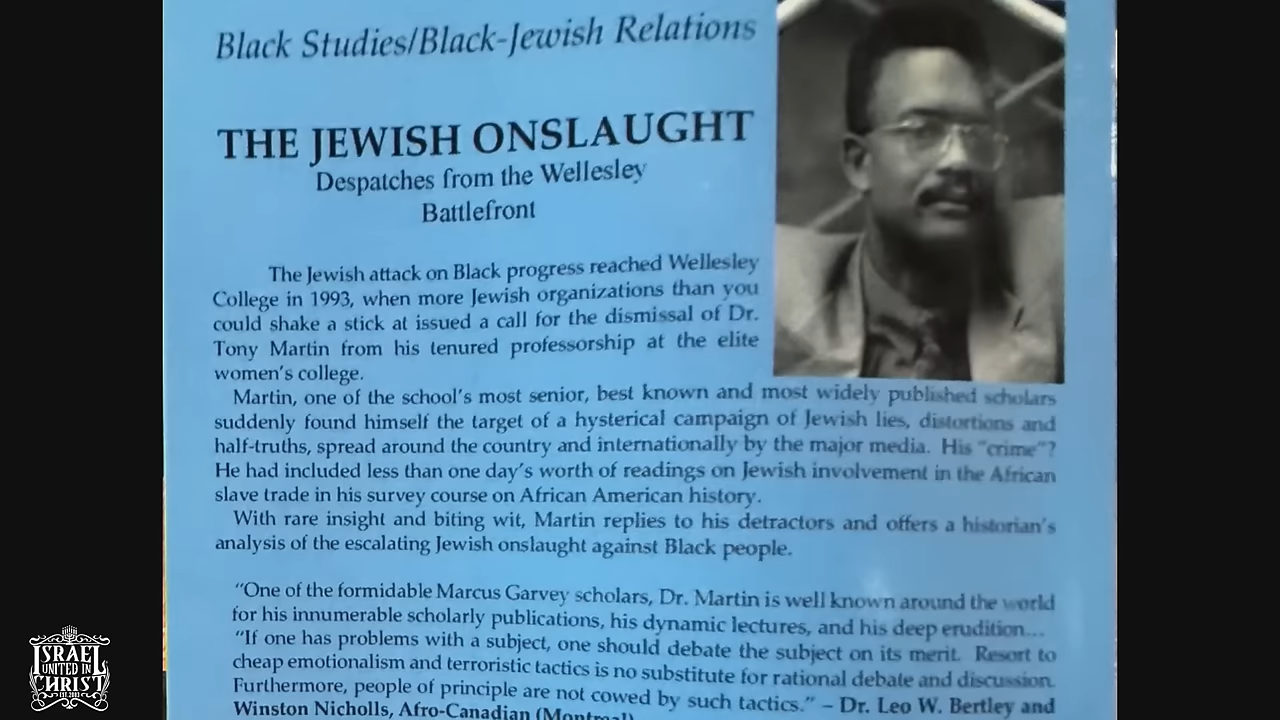 Black Studies/Black-Jewish Relations
THE JEWISH ONSLAUGHT
Despatches from the Wellesley
Battlefront
The Jewish attack on Black progress reached Wellesley
College in 1993, when more Jewish organizations than you
could shake a stick at issued a call for the dismissal of Dr.
Tony Martin from his tenured professorship at the elite
women's college.
Martin, one of the school's most senior, best known and most widely published scholars
suddenly found himself the target of a hysterical campaign of Jewish lies, distortions and
half-truths, spread around the country and internationally by the major media. His "crime"?
He had included less than one day's worth of readings on Jewish involvement in the African
slave trade in his survey course on African American history.
With rare insight and biting wit, Martin replies to his detractors and offers a historian's
analysis of the escalating Jewish onslaught against Black people.
"One of the formidable Marcus Garvey scholars, Dr. Martin is well known around the world
for his innumerable scholarly publications, his dynamic lectures, and his deep erudition...
"If one has problems with a subject, one should debate the subject on its merit. Resort to
cheap emotionalism and terroristic tactics is no substitute for rational debate and discussion.
Furthermore, people of principle are not cowed by such tactics." – Dr. Leo W. Bertley and
Winston Nicholls, Afro-Canadian (Montreal)
ISRAEL
UNITED IN
CHRIST